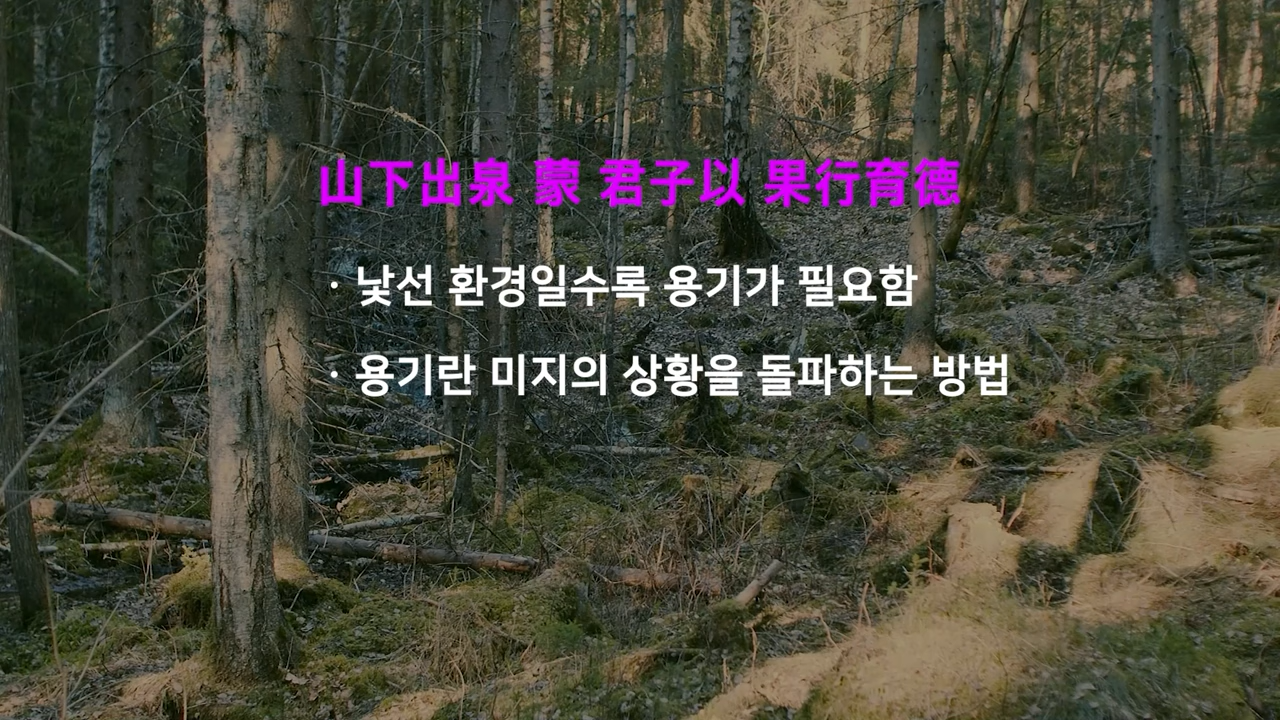 山下出泉 蒙 君子以 果行育德
· 낯선 환경일수록 용기가 필요함
· 용기란 미지의 상황을 돌파하는 방법